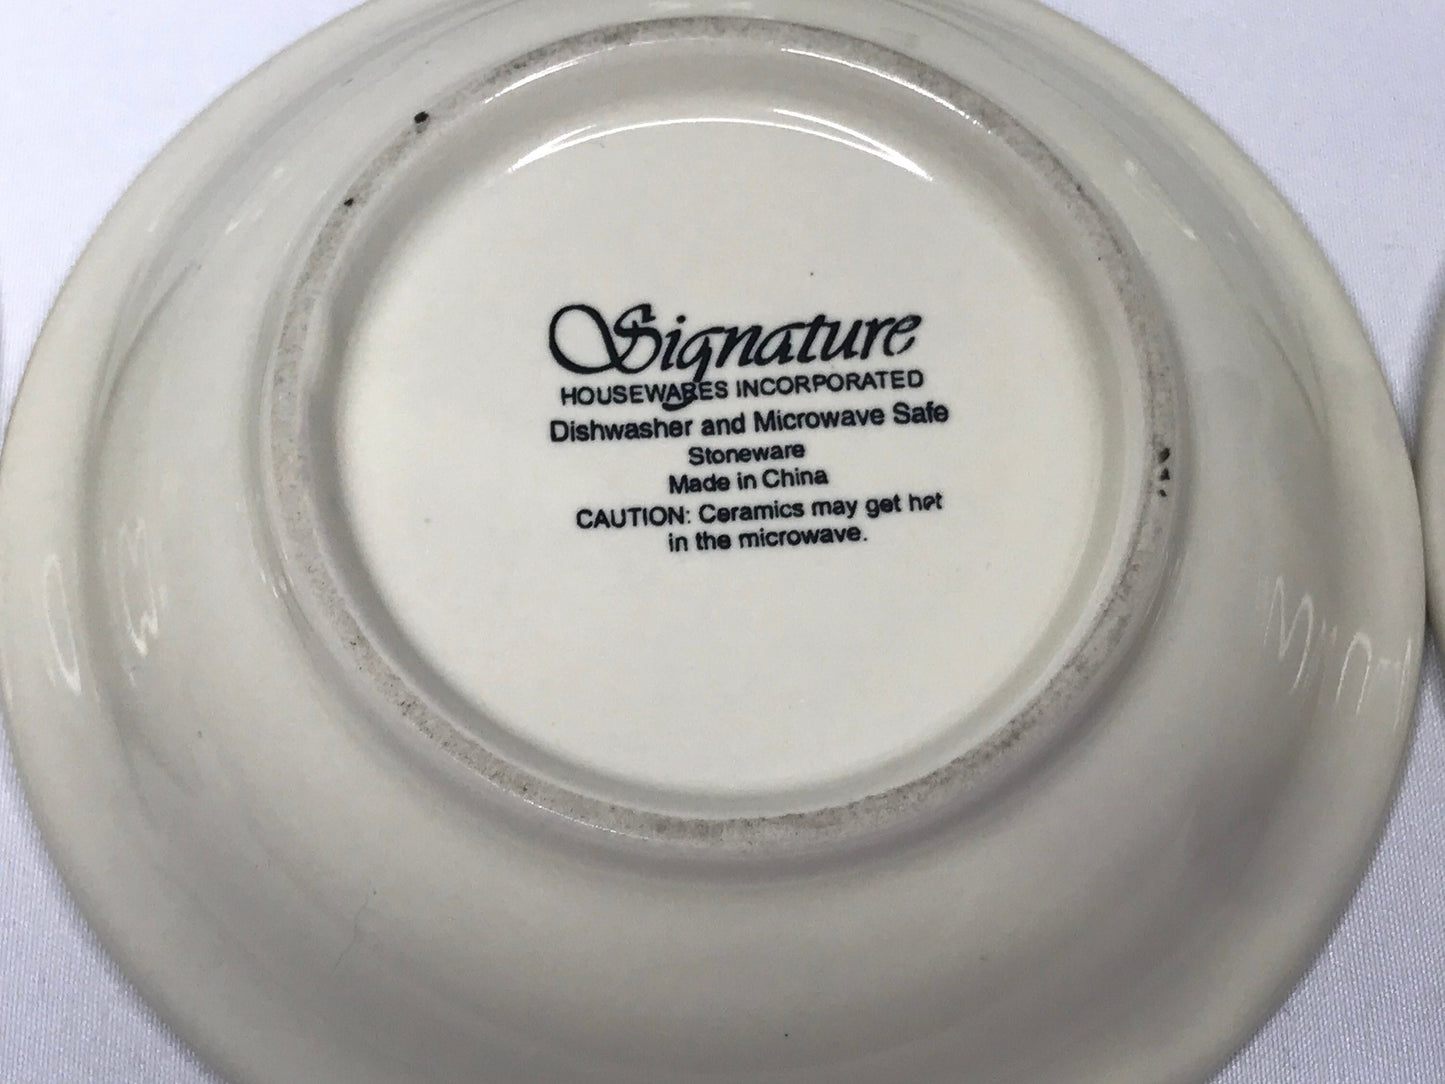 Signature
HOUSEWARES INCORPORATED
Dishwasher and Microwave Safe
Stoneware
Made in China
CAUTION: Ceramics may get hot
in the microwave.